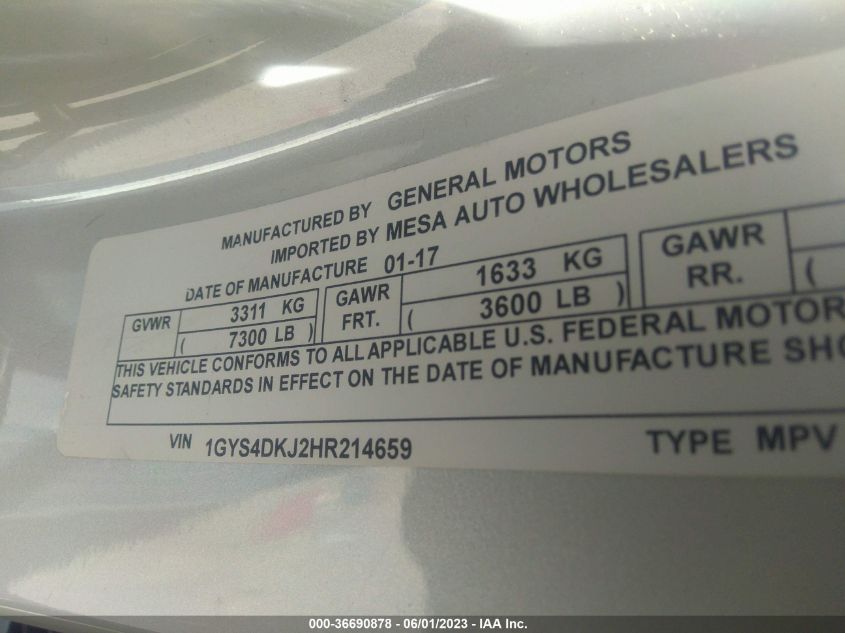 MANUFACTURED BY GENERAL MOTORS
IMPORTED BY MESA AUTO WHOLESALERS
DATE OF MANUFACTURE 01-17
GVWR 3311 KG ( 7300 LB )
GAWR FRT. 1633 KG ( 3600 LB )
GAWR RR. (
THIS VEHICLE CONFORMS TO ALL APPLICABLE U.S. FEDERAL MOTOR
SAFETY STANDARDS IN EFFECT ON THE DATE OF MANUFACTURE SHO
VIN 1GYS4DKJ2HR214659 TYPE MPV
000-36690878 - 06/01/2023 - IAA Inc.